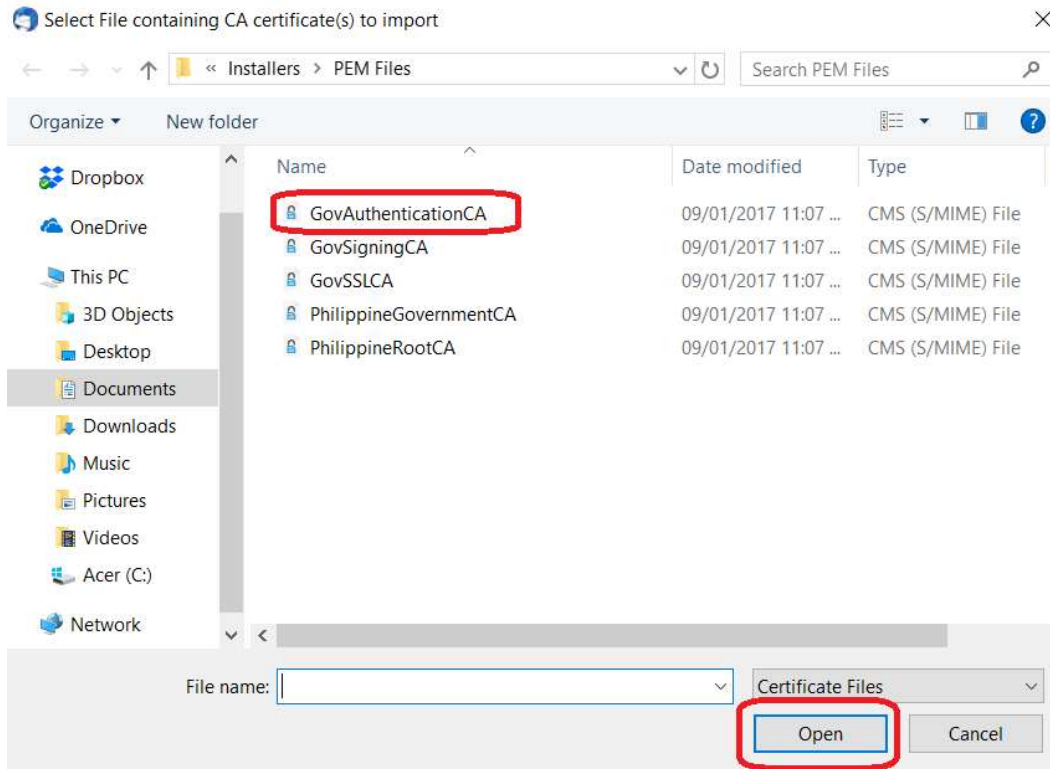 Select File containing CA certificate(s) to import
« Installers > PEM Files
Search PEM Files
Organize
New folder
?
Dropbox
OneDrive
This PC
3D Objects
Desktop
Documents
Downloads
Music
Pictures
Videos
Acer (C:)
Network
Name Date modified Type
GovAuthenticationCA 09/01/2017 11:07 ... CMS (S/MIME) File
GovSigningCA 09/01/2017 11:07 ... CMS (S/MIME) File
GovSSLCA 09/01/2017 11:07 ... CMS (S/MIME) File
PhilippineGovernmentCA 09/01/2017 11:07 ... CMS (S/MIME) File
PhilippineRootCA 09/01/2017 11:07 ... CMS (S/MIME) File
File name:
Certificate Files
Open
Cancel